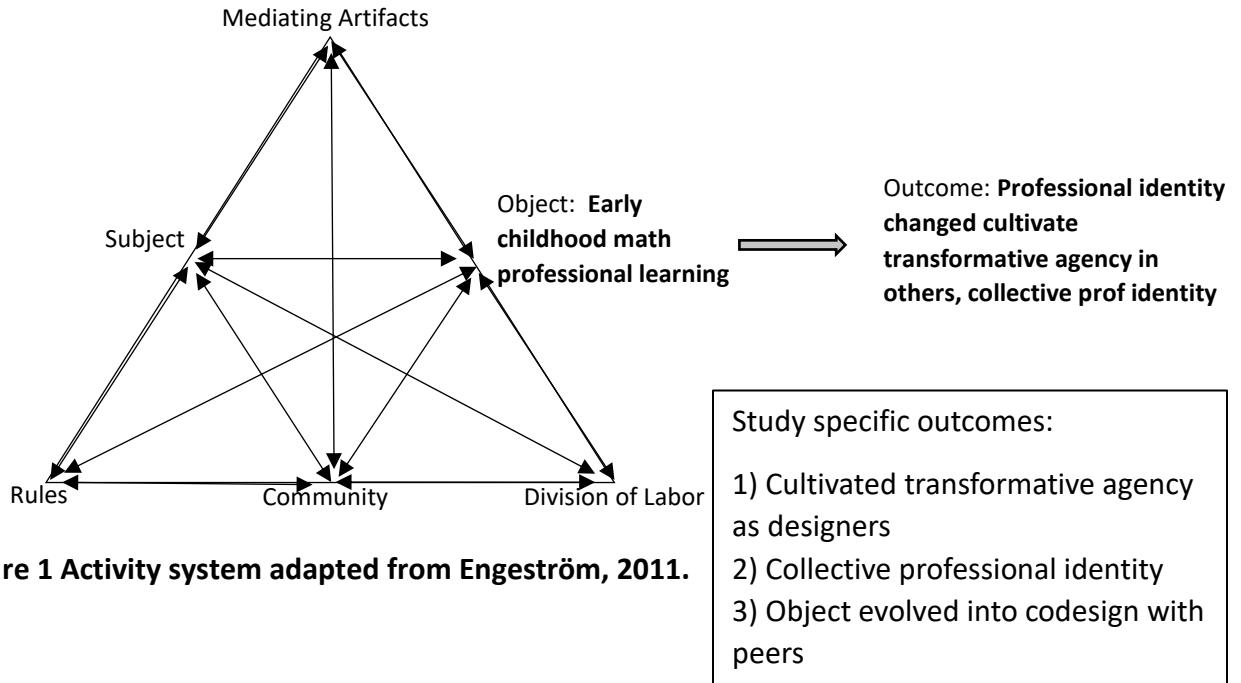 Mediating Artifacts
Subject
Object: Early
childhood math
professional learning
Outcome: Professional identity
changed cultivate
transformative agency in
others, collective prof identity
Rules
Community
Division of Labor
re 1 Activity system adapted from Engeström, 2011.
Study specific outcomes:
1) Cultivated transformative agency
as designers
2) Collective professional identity
3) Object evolved into codesign with
peers